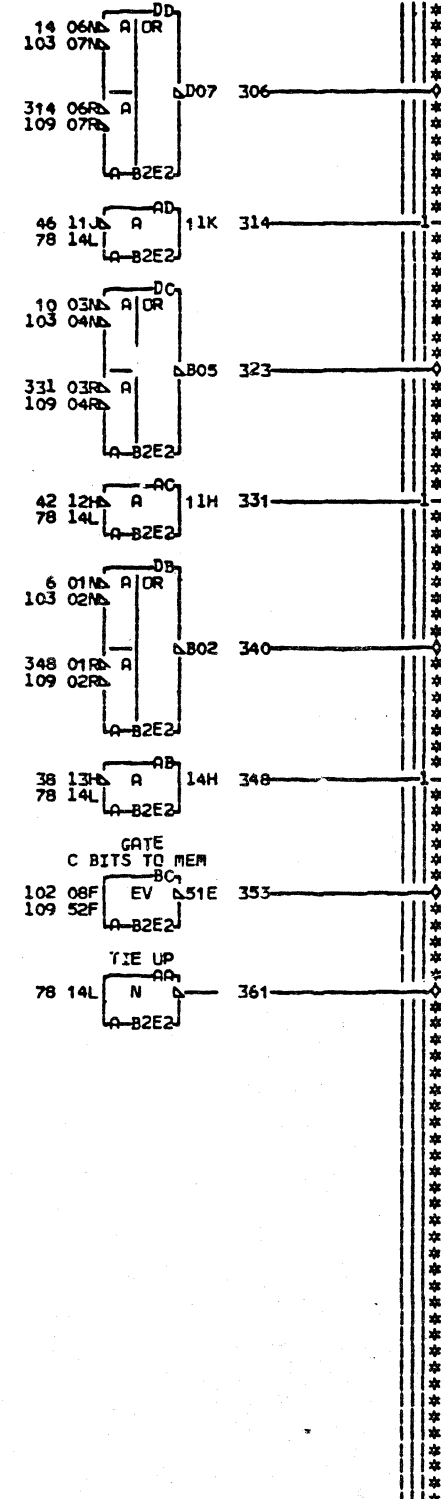 DD
14 06N A OR
103 07N
D07 306
314 06R A
109 07R
A B2E2
AD
46 11J A 11K 314 1
78 14L
A B2E2
DC
10 03N A OR
103 04N
B05 323
331 03R A
109 04R
A B2E2
AC
42 12H A 11H 331 1
78 14L
A B2E2
DB
6 01N A OR
103 02N
B02 340
348 01R A
109 02R
A B2E2
AB
38 13H A 14H 348 1
78 14L
A B2E2
GATE
C BITS TO MEM
BC
102 08F EV 51E 353
109 52F
A B2E2
TIE UP
AA
78 14L N 361
A B2E2